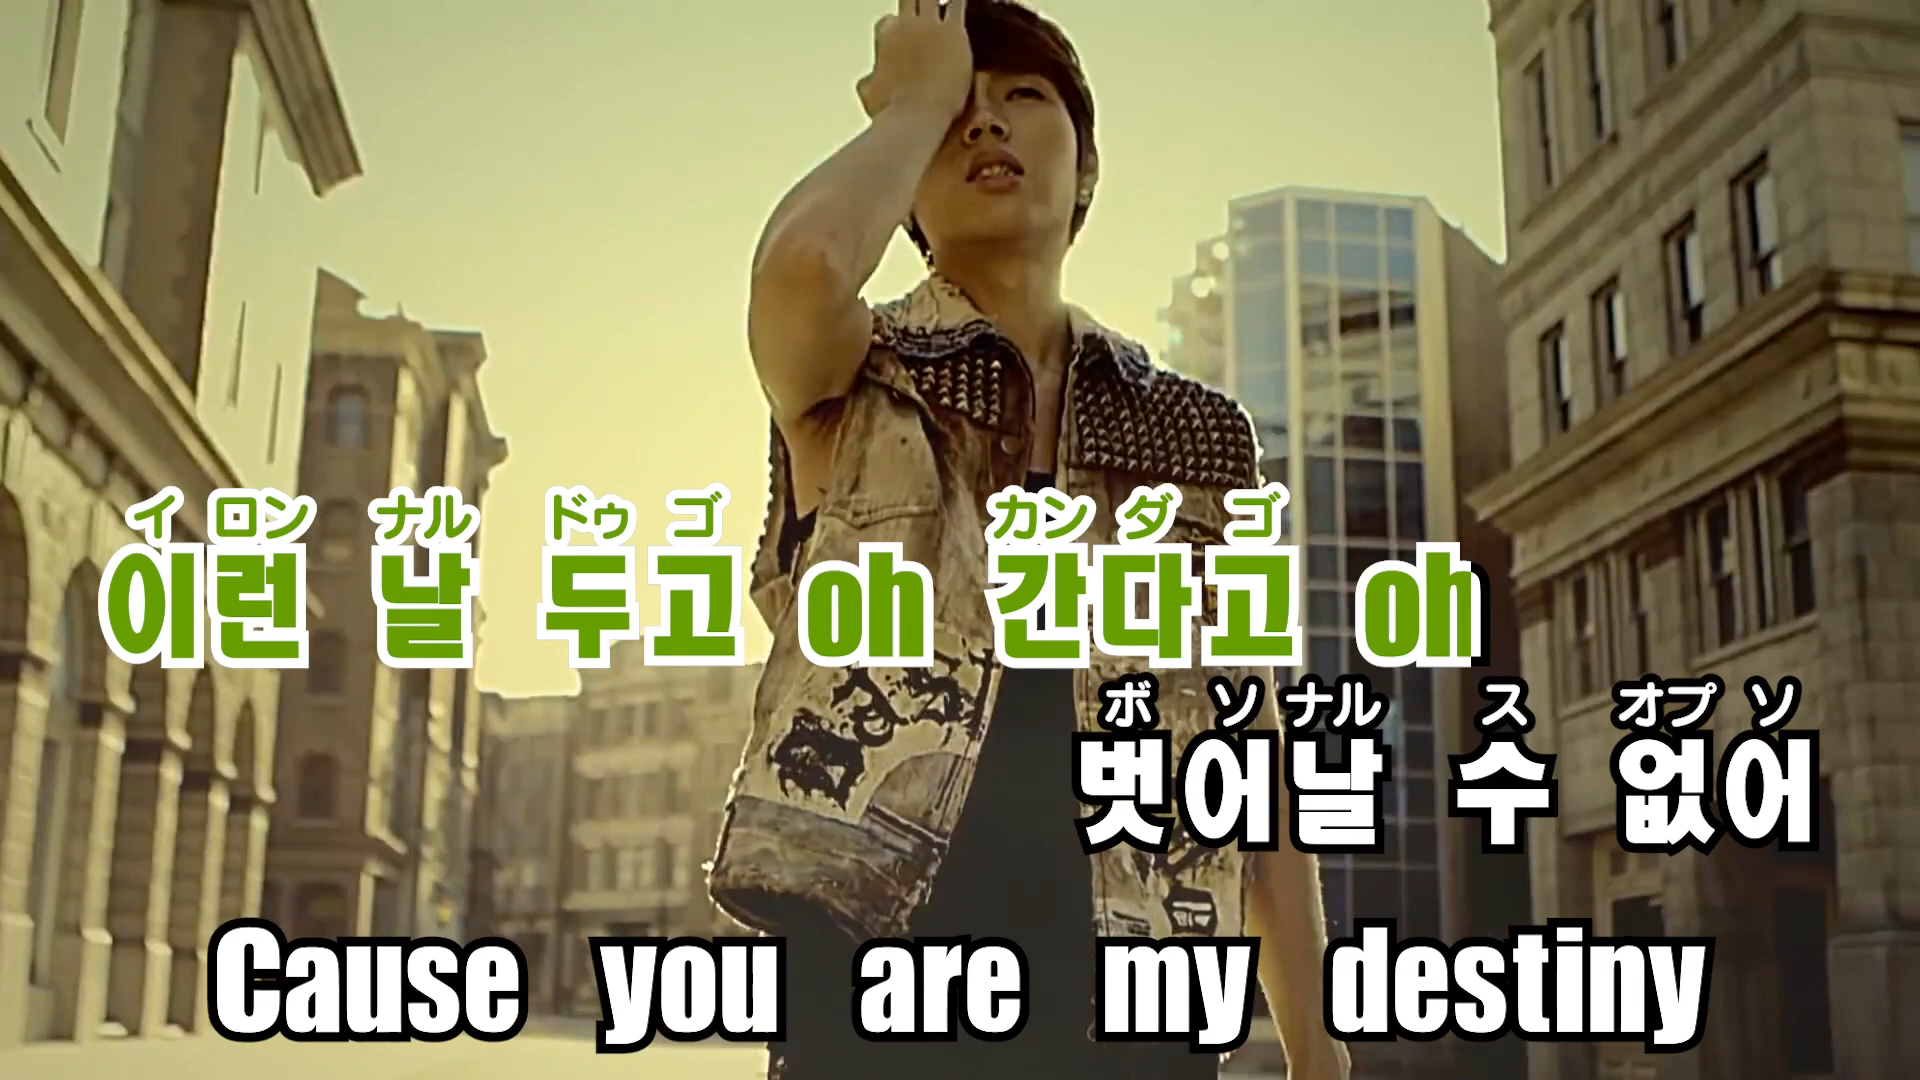 イ ロン ナル ドゥ ゴ カン ダ ゴ
이런 날 두고 oh 간다고 oh
ボ ソ ナル ス オプ ソ
벗어날 수 없어
Cause you are my destiny